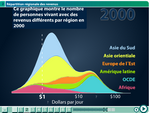 Répartition régionale des revenus
Ce graphique montre le nombre
de personnes vivant avec des
revenus différents par région en
2000
2000
Asie du Sud
Asie orientale
Europe de l'Est
Amérique latine
OCDE
Afrique
$1
$10
$100
Dollars par jour